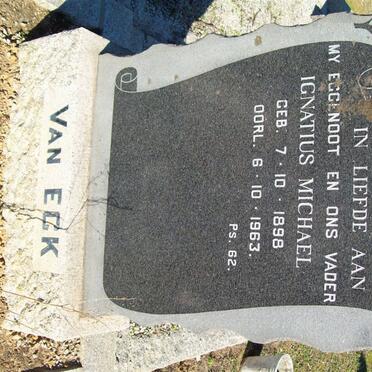 IN LIEFDE AAN
MY EGGENOOT EN ONS VADER
IGNATIUS MICHAEL
GEB. 7·10·1898
OORL. 6·10·1963.
PS. 62.
VAN ECK